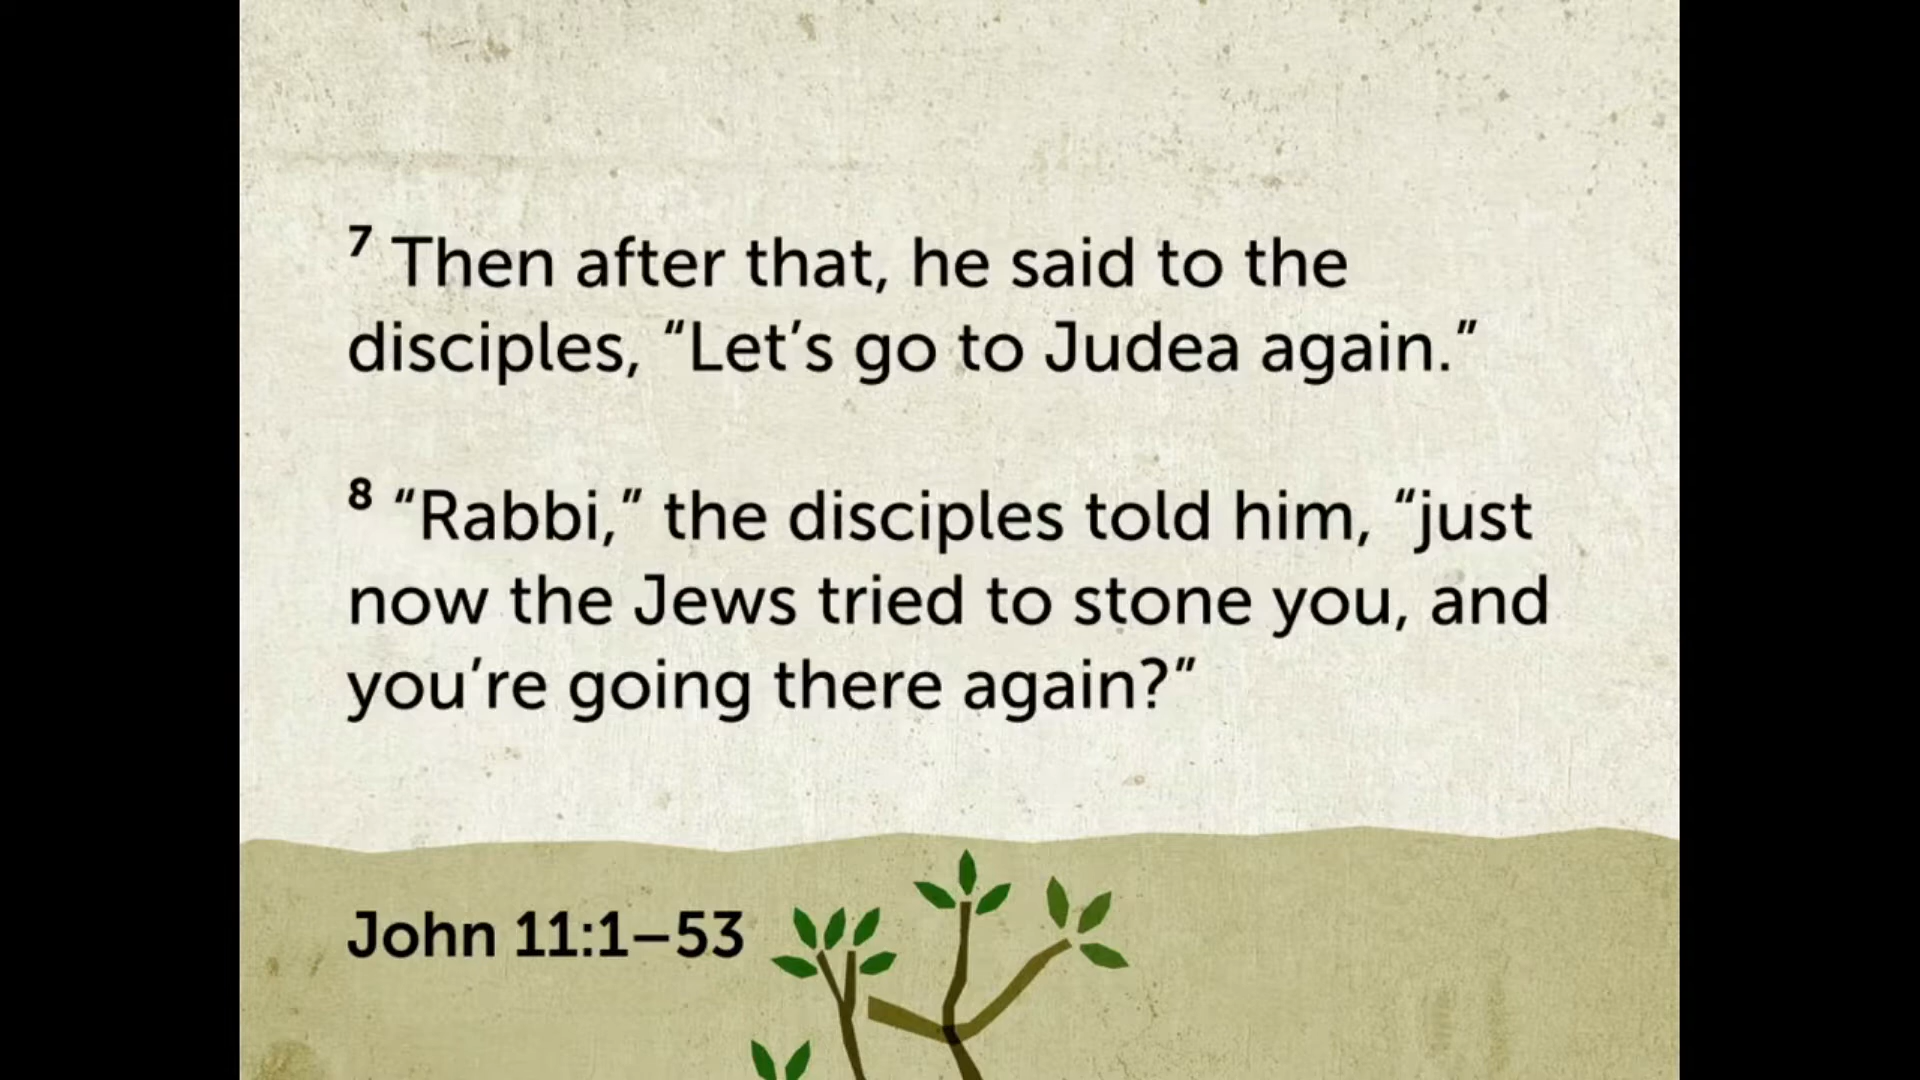 7 Then after that, he said to the
disciples, “Let’s go to Judea again.”
8 “Rabbi,” the disciples told him, “just
now the Jews tried to stone you, and
you’re going there again?”
John 11:1–53